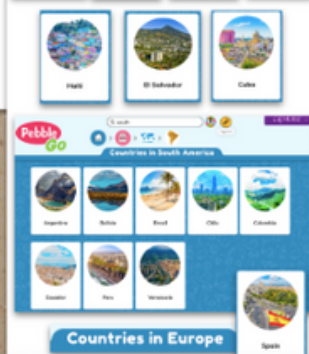 Haiti El Salvador Cuba
Pebble Go
Countries in South America
Argentina Bolivia Brazil Chile Colombia
Ecuador Peru Venezuela
Countries in Europe
Spain